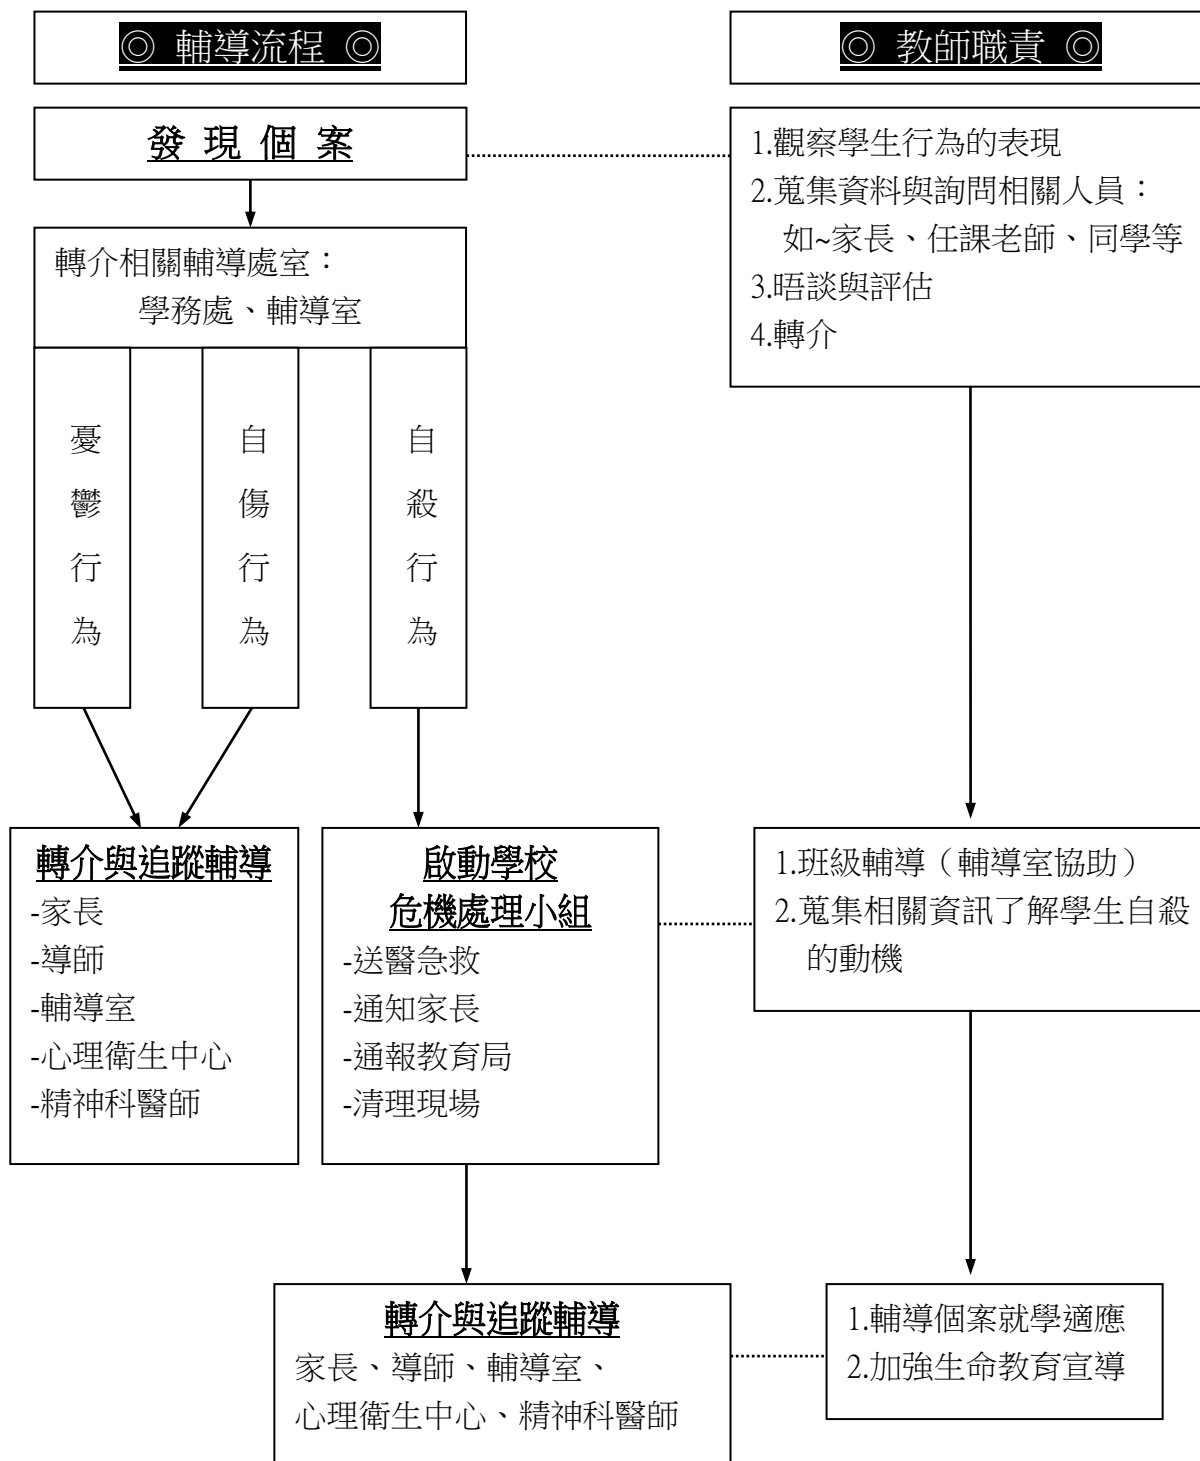 ◎ 輔導流程 ◎
◎ 教師職責 ◎
發 現 個 案
1.觀察學生行為的表現
2.蒐集資料與詢問相關人員：
如~家長、任課老師、同學等
3.晤談與評估
4.轉介
轉介相關輔導處室：
學務處、輔導室
憂鬱行為
自傷行為
自殺行為
轉介與追蹤輔導
-家長
-導師
-輔導室
-心理衛生中心
-精神科醫師
啟動學校
危機處理小組
-送醫急救
-通知家長
-通報教育局
-清理現場
1.班級輔導（輔導室協助）
2.蒐集相關資訊了解學生自殺
的動機
轉介與追蹤輔導
家長、導師、輔導室、
心理衛生中心、精神科醫師
1.輔導個案就學適應
2.加強生命教育宣導